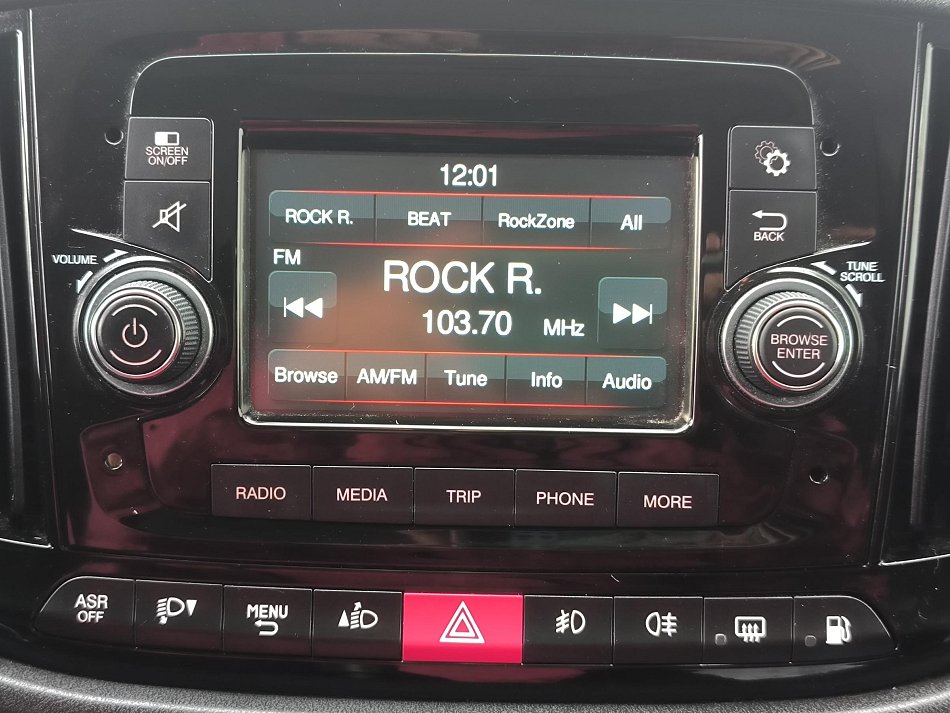 SCREEN
ON/OFF
12:01
ROCK R. BEAT RockZone All
BACK
VOLUME
TUNE
SCROLL
FM
ROCK R.
103.70 MHz
BROWSE
ENTER
Browse AM/FM Tune Info Audio
RADIO MEDIA TRIP PHONE MORE
ASR
OFF
MENU